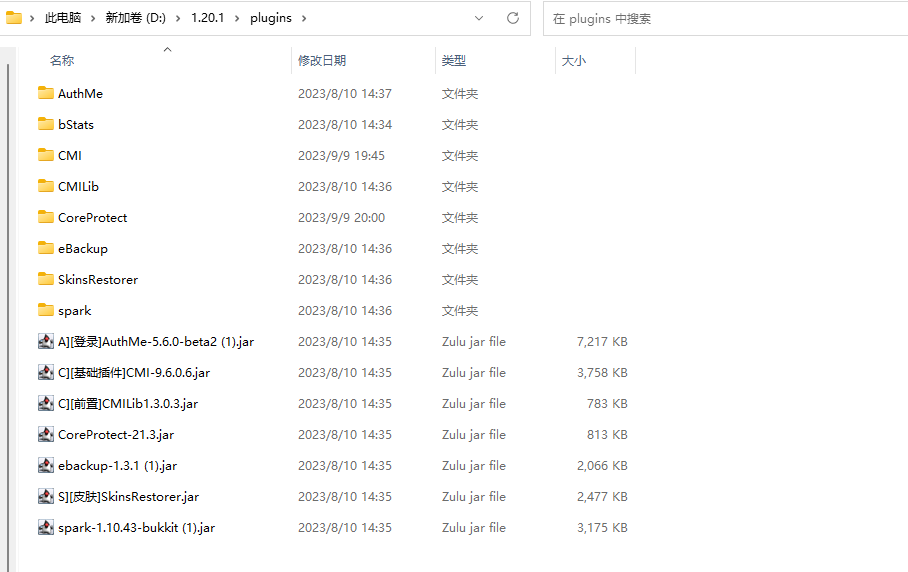 此电脑 新加卷 (D:) 1.20.1 plugins 在 plugins 中搜索
名称 修改日期 类型 大小
AuthMe 2023/8/10 14:37 文件夹
bStats 2023/8/10 14:34 文件夹
CMI 2023/9/9 19:45 文件夹
CMILib 2023/8/10 14:36 文件夹
CoreProtect 2023/9/9 20:00 文件夹
eBackup 2023/8/10 14:36 文件夹
SkinsRestorer 2023/8/10 14:36 文件夹
spark 2023/8/10 14:36 文件夹
A][登录]AuthMe-5.6.0-beta2 (1).jar 2023/8/10 14:35 Zulu jar file 7,217 KB
C][基础插件]CMI-9.6.0.6.jar 2023/8/10 14:35 Zulu jar file 3,758 KB
C][前置]CMILib1.3.0.3.jar 2023/8/10 14:35 Zulu jar file 783 KB
CoreProtect-21.3.jar 2023/8/10 14:35 Zulu jar file 813 KB
ebackup-1.3.1 (1).jar 2023/8/10 14:35 Zulu jar file 2,066 KB
S][皮肤]SkinsRestorer.jar 2023/8/10 14:35 Zulu jar file 2,477 KB
spark-1.10.43-bukkit (1).jar 2023/8/10 14:35 Zulu jar file 3,175 KB